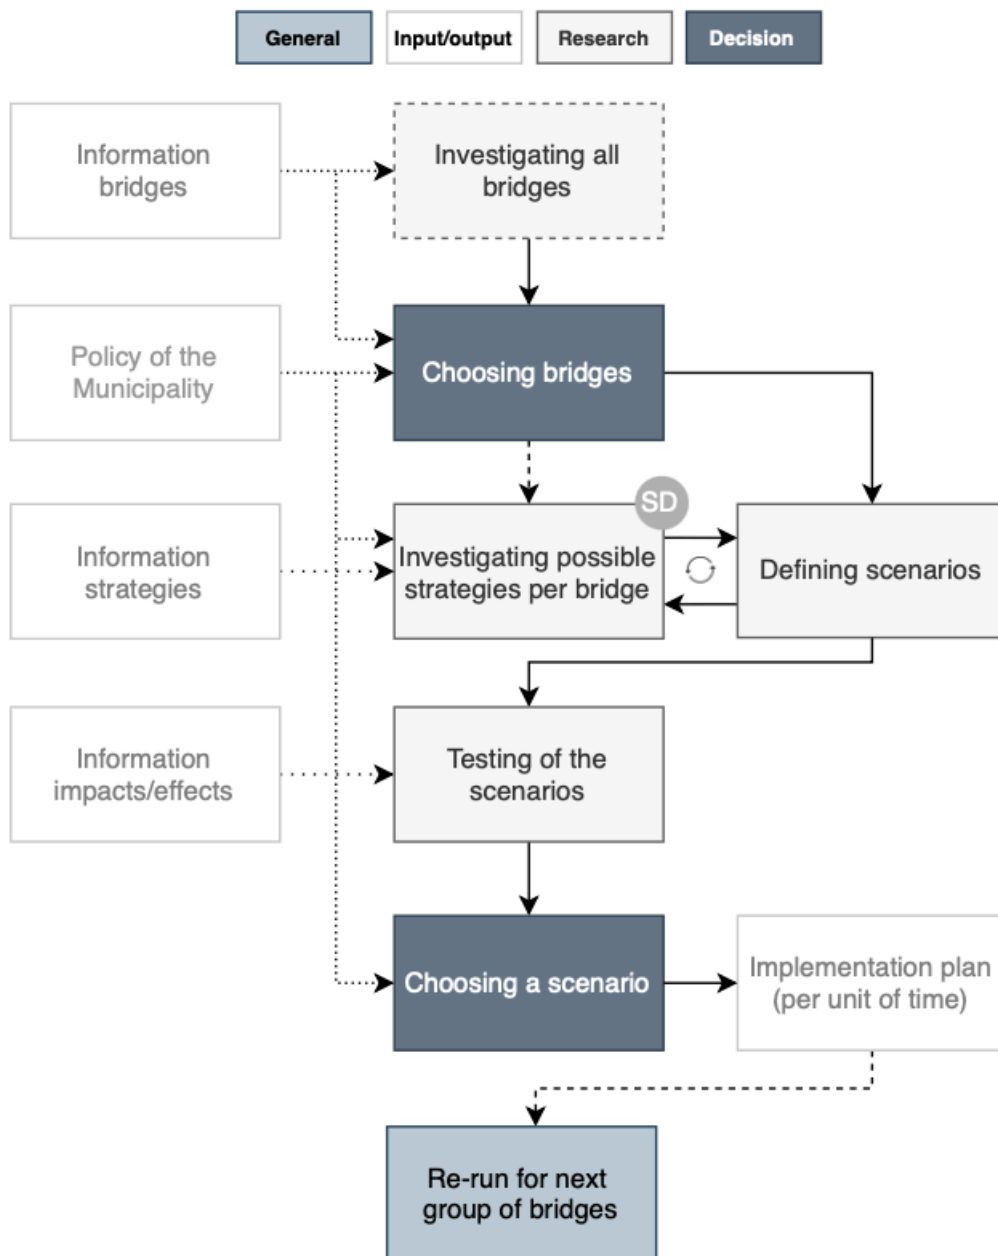 General
Input/output
Research
Decision
Information
bridges
Investigating all
bridges
Policy of the
Municipality
Choosing bridges
SD
Information
strategies
Investigating possible
strategies per bridge
Defining scenarios
Information
impacts/effects
Testing of the
scenarios
Choosing a scenario
Implementation plan
(per unit of time)
Re-run for next
group of bridges